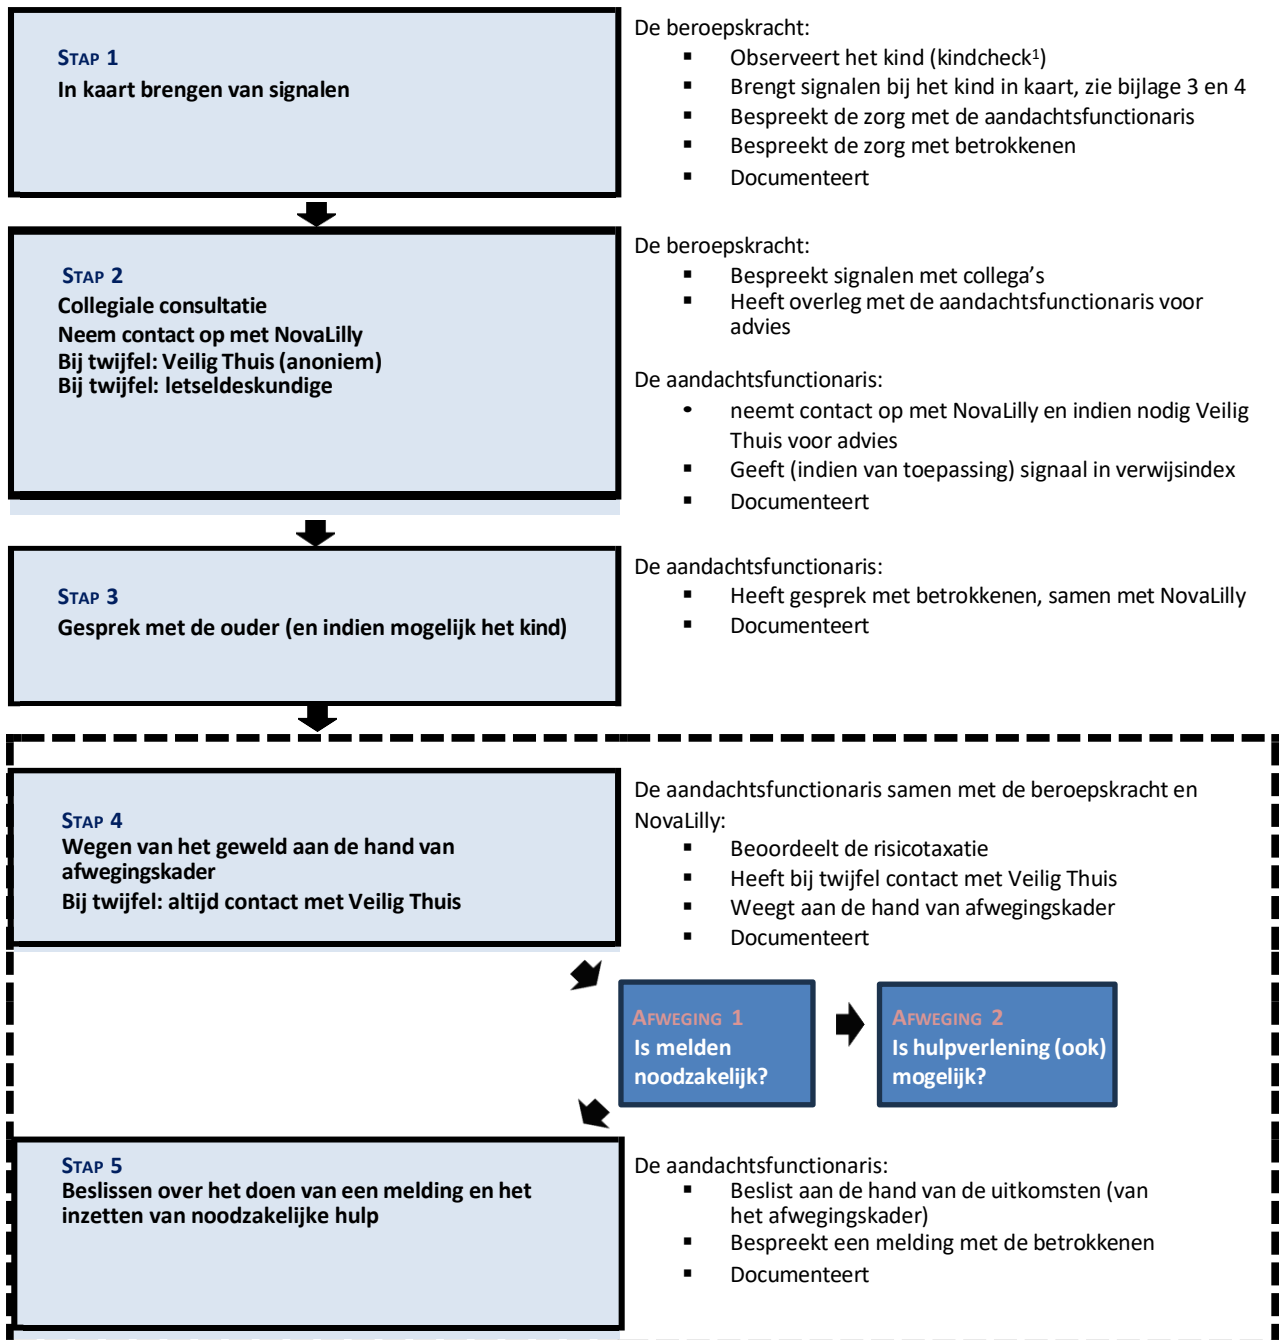 STAP 1
In kaart brengen van signalen
De beroepskracht:
▪ Observeert het kind (kindcheck¹)
▪ Brengt signalen bij het kind in kaart, zie bijlage 3 en 4
▪ Bespreekt de zorg met de aandachtsfunctionaris
▪ Bespreekt de zorg met betrokkenen
▪ Documenteert
STAP 2
Collegiale consultatie
Neem contact op met NovaLilly
Bij twijfel: Veilig Thuis (anoniem)
Bij twijfel: letseldeskundige
De beroepskracht:
▪ Bespreekt signalen met collega’s
▪ Heeft overleg met de aandachtsfunctionaris voor
advies
De aandachtsfunctionaris:
• neemt contact op met NovaLilly en indien nodig Veilig
Thuis voor advies
▪ Geeft (indien van toepassing) signaal in verwijsindex
▪ Documenteert
STAP 3
Gesprek met de ouder (en indien mogelijk het kind)
De aandachtsfunctionaris:
▪ Heeft gesprek met betrokkenen, samen met NovaLilly
▪ Documenteert
STAP 4
Wegen van het geweld aan de hand van
afwegingskader
Bij twijfel: altijd contact met Veilig Thuis
De aandachtsfunctionaris samen met de beroepskracht en
NovaLilly:
▪ Beoordeelt de risicotaxatie
▪ Heeft bij twijfel contact met Veilig Thuis
▪ Weegt aan de hand van afwegingskader
▪ Documenteert
AFWEGING 1
Is melden
noodzakelijk?
AFWEGING 2
Is hulpverlening (ook)
mogelijk?
STAP 5
Beslissen over het doen van een melding en het
inzetten van noodzakelijke hulp
De aandachtsfunctionaris:
▪ Beslist aan de hand van de uitkomsten (van
het afwegingskader)
▪ Bespreekt een melding met de betrokkenen
▪ Documenteert